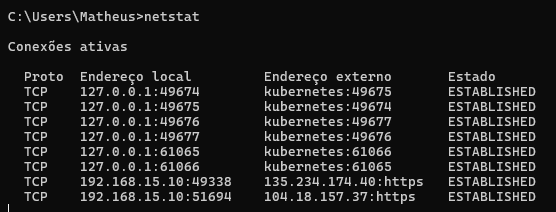 C:\Users\Matheus>netstat
Conexões ativas
Proto  Endereço local         Endereço externo       Estado
TCP    127.0.0.1:49674        kubernetes:49675       ESTABLISHED
TCP    127.0.0.1:49675        kubernetes:49674       ESTABLISHED
TCP    127.0.0.1:49676        kubernetes:49677       ESTABLISHED
TCP    127.0.0.1:49677        kubernetes:49676       ESTABLISHED
TCP    127.0.0.1:61065        kubernetes:61066       ESTABLISHED
TCP    127.0.0.1:61066        kubernetes:61065       ESTABLISHED
TCP    192.168.15.10:49338    135.234.174.40:https   ESTABLISHED
TCP    192.168.15.10:51694    104.18.157.37:https    ESTABLISHED